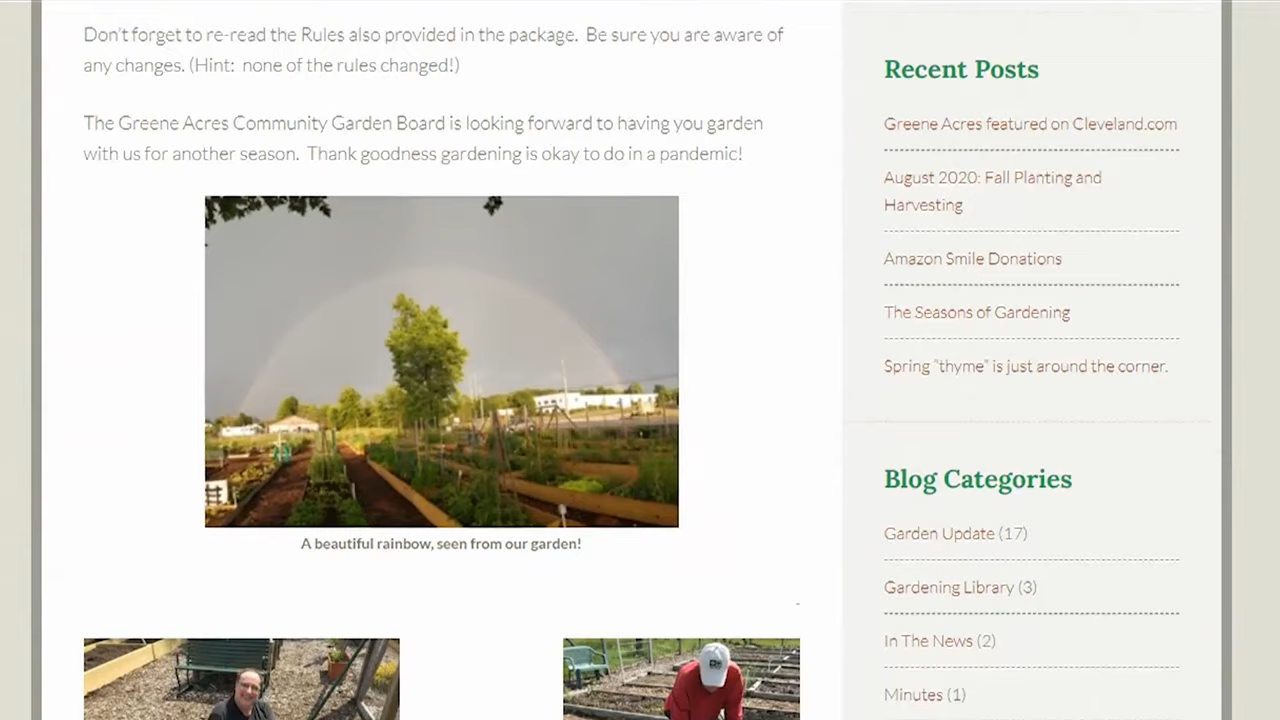 Don't forget to re-read the Rules also provided in the package.  Be sure you are aware of
any changes. (Hint:  none of the rules changed!)
The Greene Acres Community Garden Board is looking forward to having you garden
with us for another season.  Thank goodness gardening is okay to do in a pandemic!
A beautiful rainbow, seen from our garden!
Recent Posts
Greene Acres featured on Cleveland.com
August 2020: Fall Planting and
Harvesting
Amazon Smile Donations
The Seasons of Gardening
Spring "thyme" is just around the corner.
Blog Categories
Garden Update (17)
Gardening Library (3)
In The News (2)
Minutes (1)